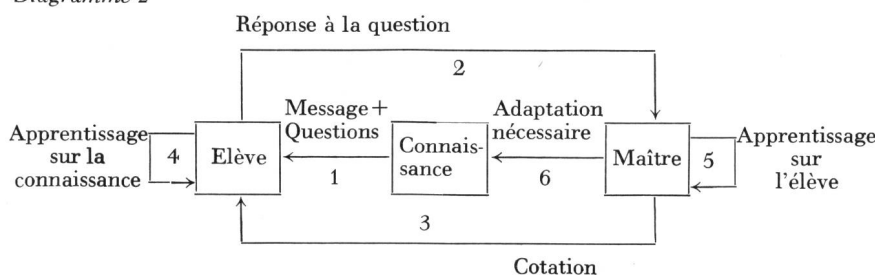 Diagramme 2
Réponse à la question
2
Message+
Questions
Adaptation
nécessaire
Apprentissage
sur la
connaissance
4
Elève
1
Connais-
sance
6
Maître
5
Apprentissage
sur
l'élève
3
Cotation